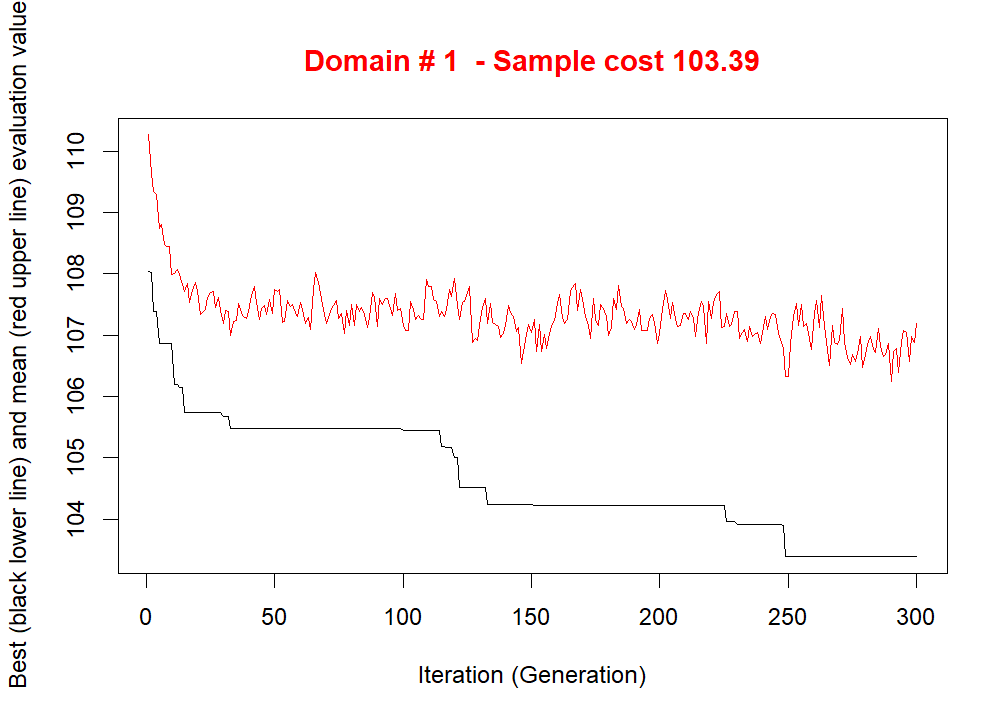 Domain # 1  - Sample cost 103.39
Best (black lower line) and mean (red upper line) evaluation value
110
109
108
107
106
105
104
0 50 100 150 200 250 300
Iteration (Generation)